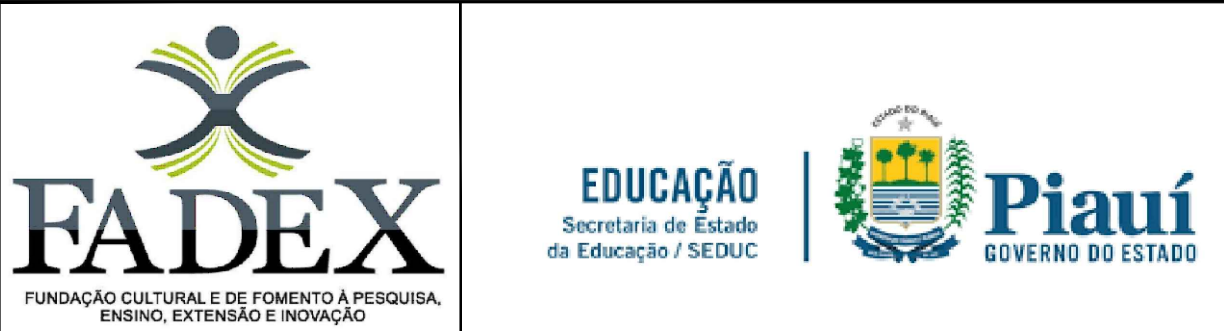 FADEX
FUNDAÇÃO CULTURAL E DE FOMENTO À PESQUISA,
ENSINO, EXTENSÃO E INOVAÇÃO
EDUCAÇÃO
Secretaria de Estado
da Educação / SEDUC
ESTADO DO PIAUÍ
Piauí
GOVERNO DO ESTADO